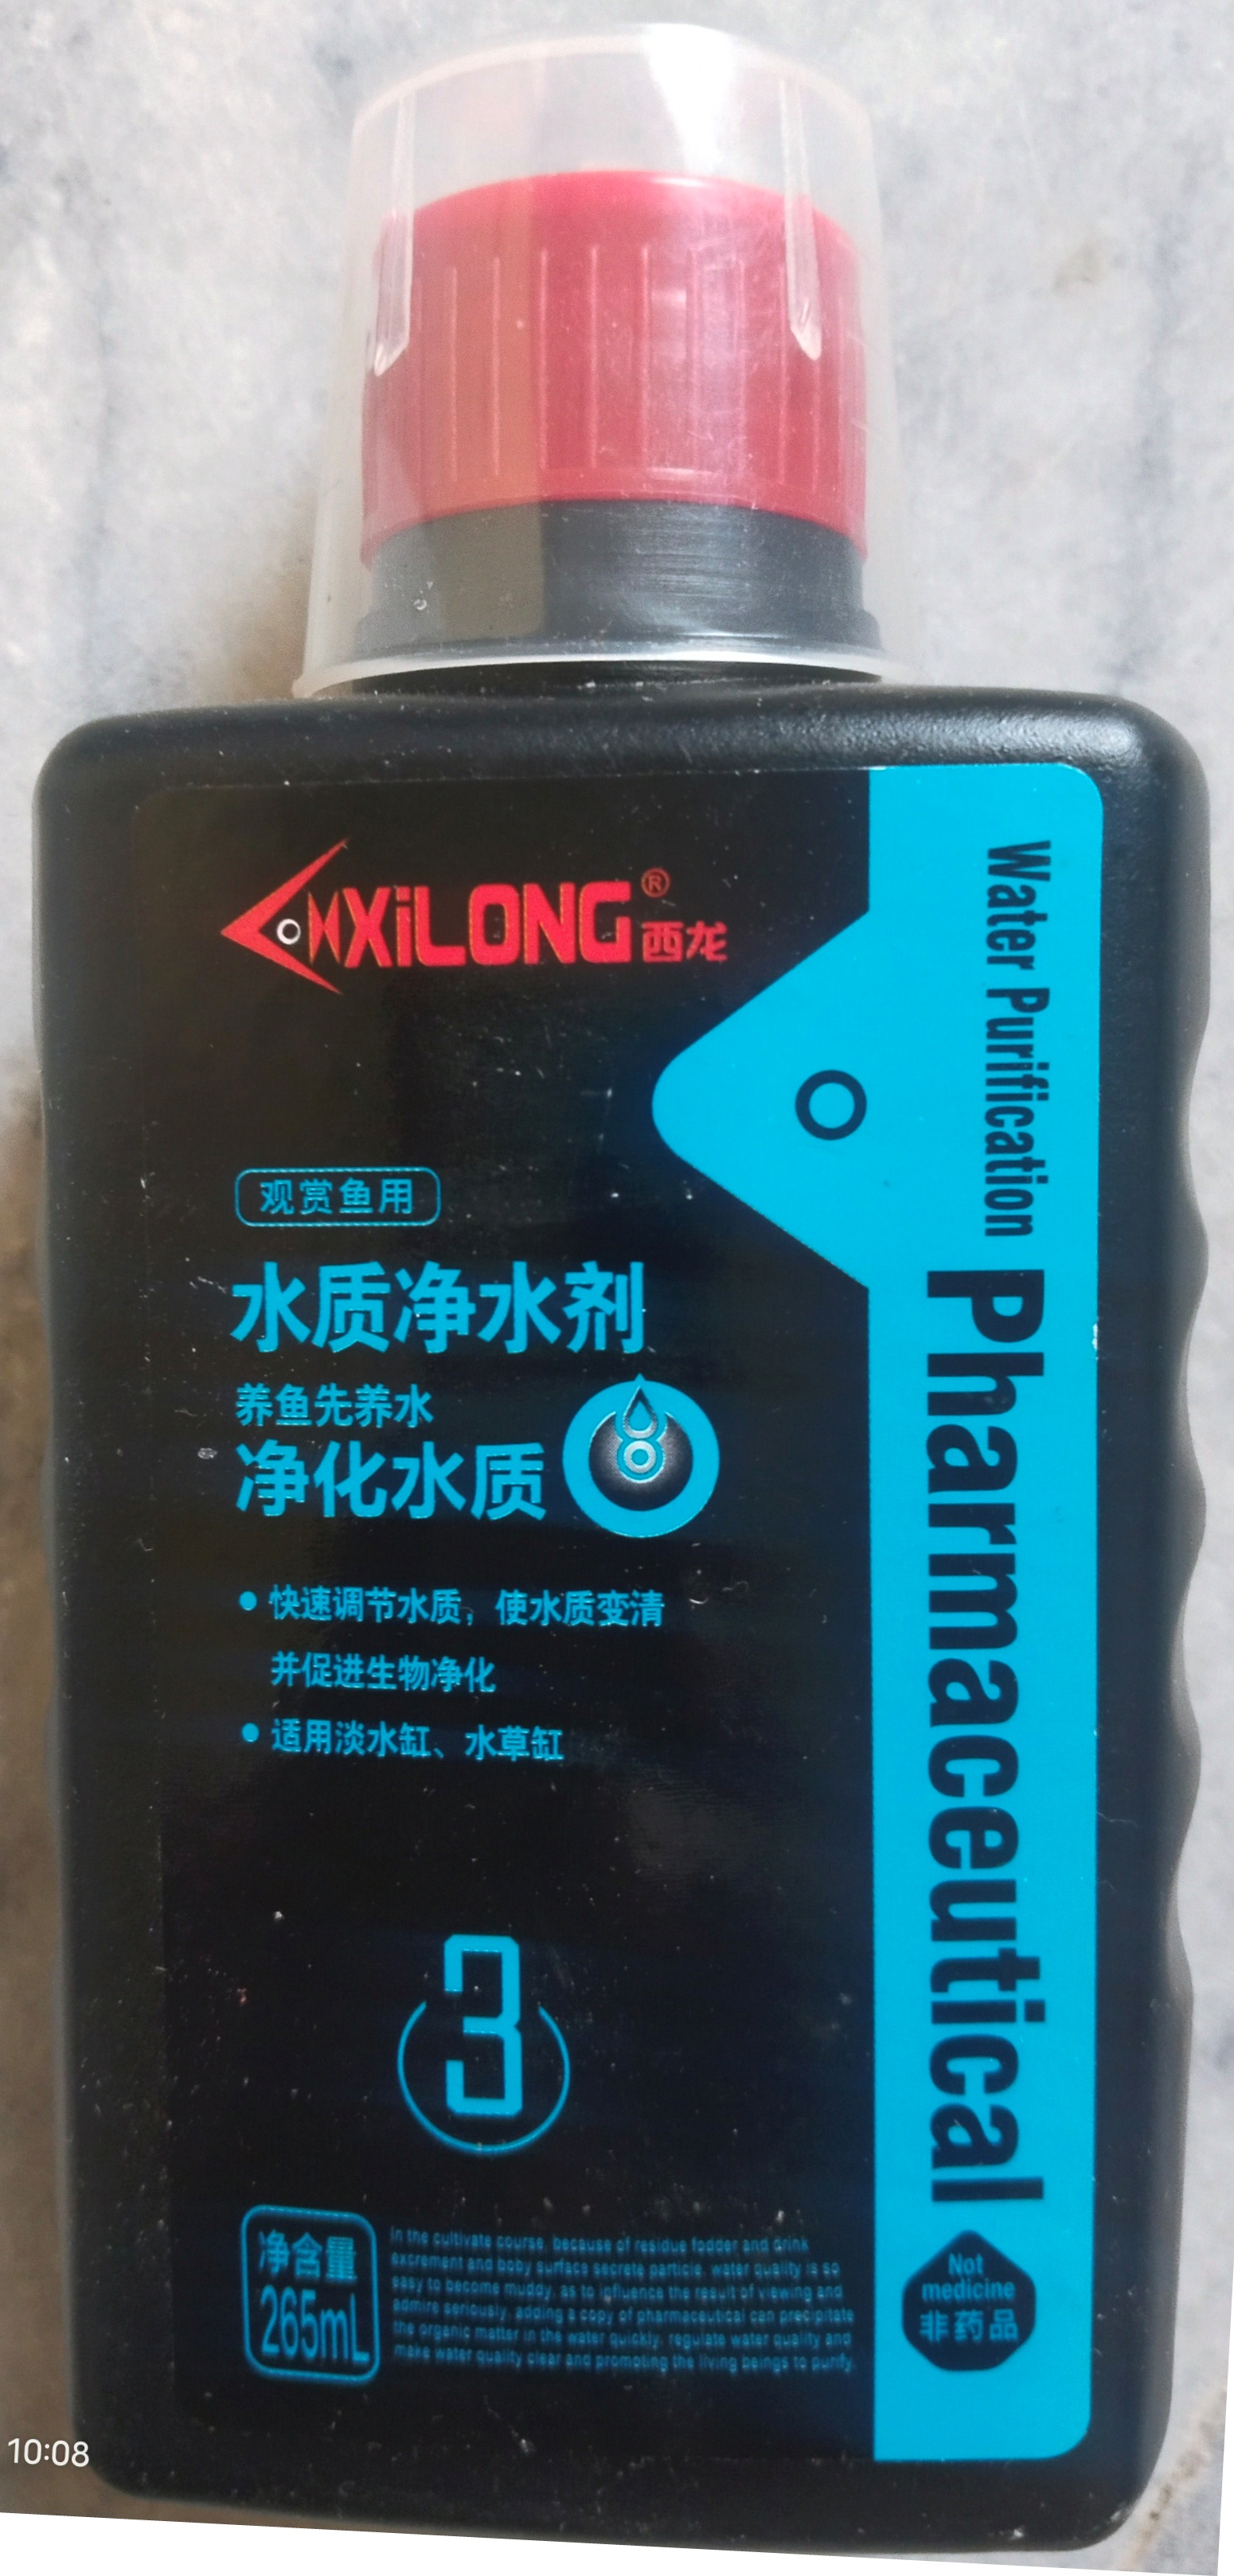 XiLONG®西龙
观赏鱼用
水质净水剂
养鱼先养水
净化水质
• 快速调节水质，使水质变清
并促进生物净化
• 适用淡水缸、水草缸
3
净含量
265mL
In the cultivate course, because of residue fodder and drink
excrement and boby surface secrete particle, water quality is so
easy to become muddy, as to influence the result of viewing and
admire seriously, adding a copy of pharmaceutical can precipitate
the organic matter in the water quickly, regulate water quality and
make water quality clear and promoting the living beings to purify.
Water Purification
Pharmaceutical
Not
medicine
非药品
10:08